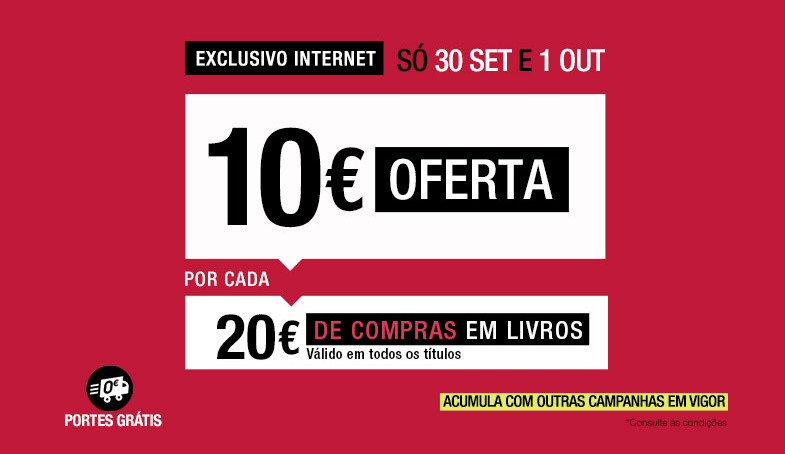 EXCLUSIVO INTERNET SÓ 30 SET E 1 OUT
10€ OFERTA
POR CADA
20€ DE COMPRAS EM LIVROS
Válido em todos os títulos
0€
PORTES GRÁTIS
ACUMULA COM OUTRAS CAMPANHAS EM VIGOR
*Consulte as condições